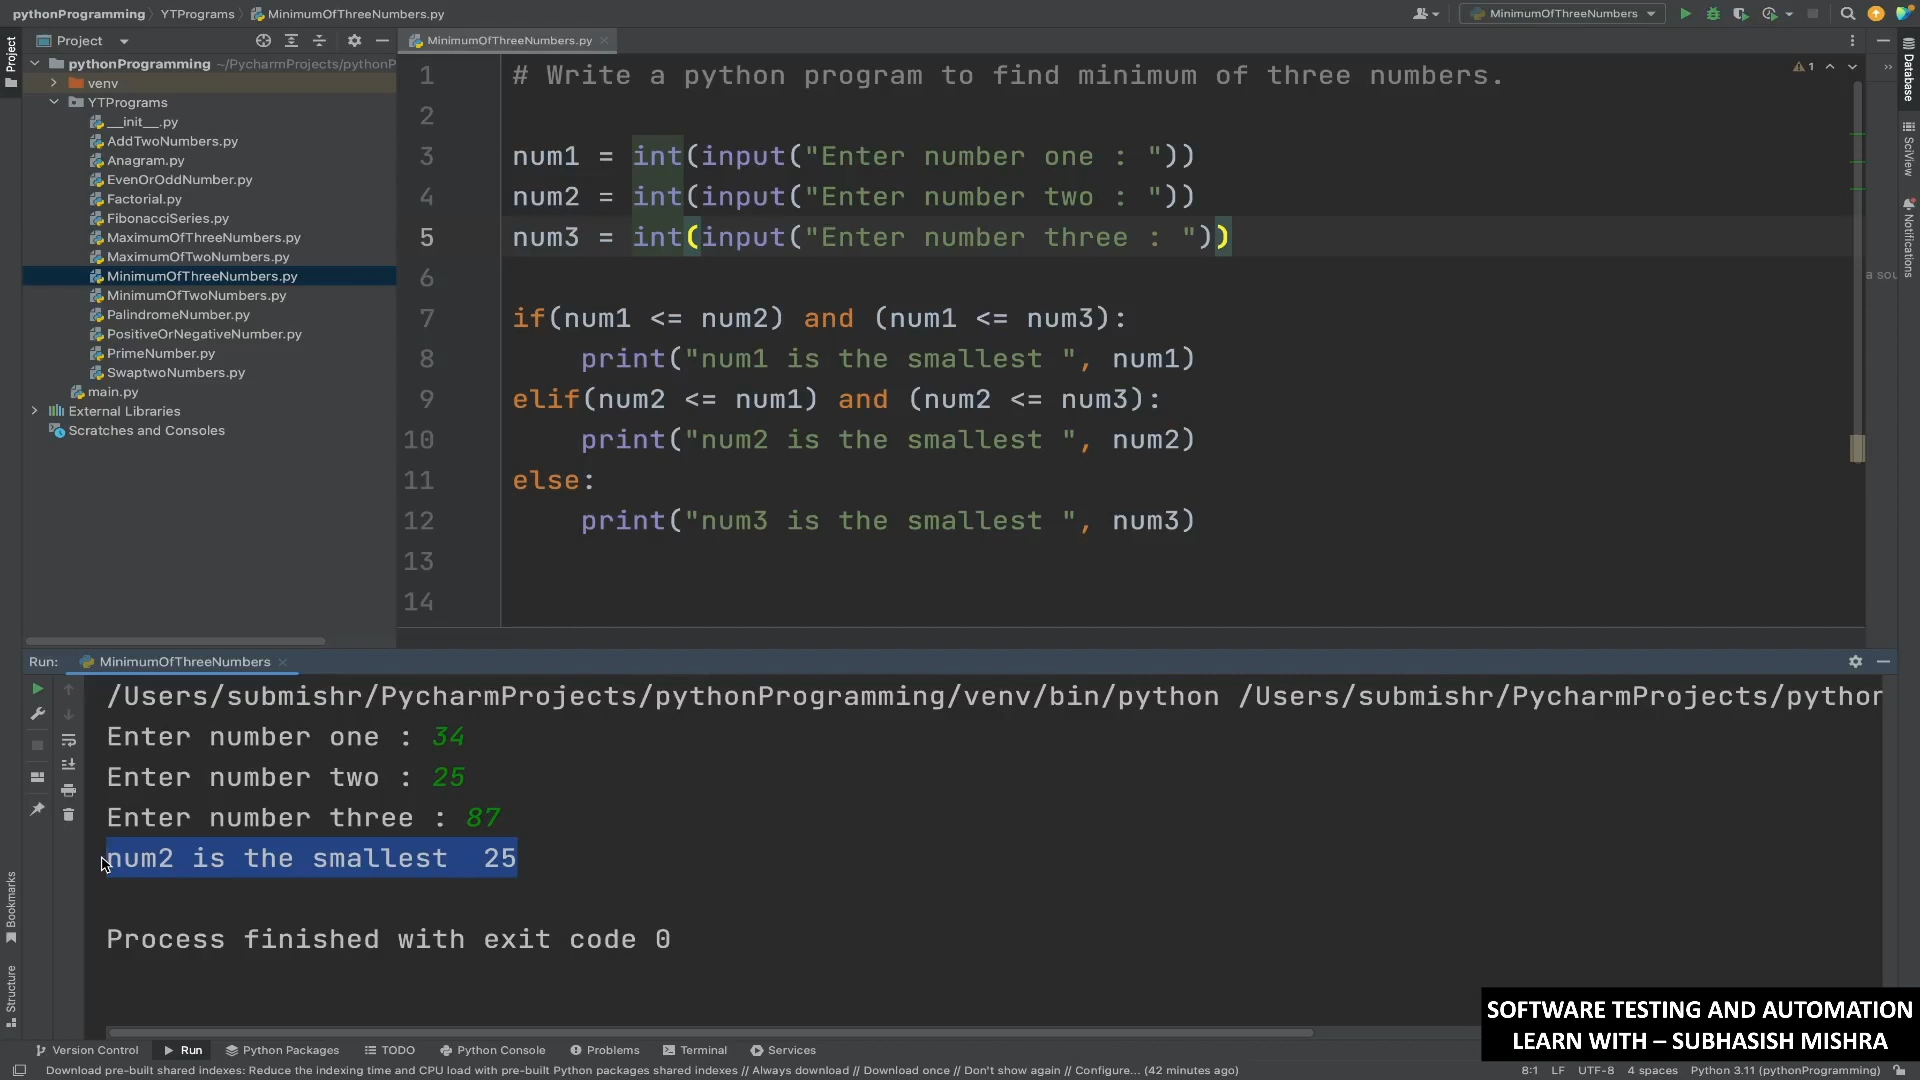 pythonProgramming YTPrograms MinimumOfThreeNumbers.py
MinimumOfThreeNumbers
Project
MinimumOfThreeNumbers.py
pythonProgramming ~/PycharmProjects/pythonP
venv
YTPrograms
__init__.py
AddTwoNumbers.py
Anagram.py
EvenOrOddNumber.py
Factorial.py
FibonacciSeries.py
MaximumOfThreeNumbers.py
MaximumOfTwoNumbers.py
MinimumOfThreeNumbers.py
MinimumOfTwoNumbers.py
PalindromeNumber.py
PositiveOrNegativeNumber.py
PrimeNumber.py
SwaptwoNumbers.py
main.py
External Libraries
Scratches and Consoles
1 # Write a python program to find minimum of three numbers.
2
3 num1 = int(input("Enter number one : "))
4 num2 = int(input("Enter number two : "))
5 num3 = int(input("Enter number three : "))
6
7 if(num1 <= num2) and (num1 <= num3):
8     print("num1 is the smallest ", num1)
9 elif(num2 <= num1) and (num2 <= num3):
10     print("num2 is the smallest ", num2)
11 else:
12     print("num3 is the smallest ", num3)
13
14
1
a sou
Project
Bookmarks
Structure
Database
SciView
Notifications
Run: MinimumOfThreeNumbers
/Users/submishr/PycharmProjects/pythonProgramming/venv/bin/python /Users/submishr/PycharmProjects/python
Enter number one : 34
Enter number two : 25
Enter number three : 87
num2 is the smallest  25
Process finished with exit code 0
SOFTWARE TESTING AND AUTOMATION
LEARN WITH – SUBHASISH MISHRA
Version Control Run Python Packages TODO Python Console Problems Terminal Services
Download pre-built shared indexes: Reduce the indexing time and CPU load with pre-built Python packages shared indexes // Always download // Download once // Don't show again // Configure... (42 minutes ago) 8:1 LF UTF-8 4 spaces Python 3.11 (pythonProgramming)